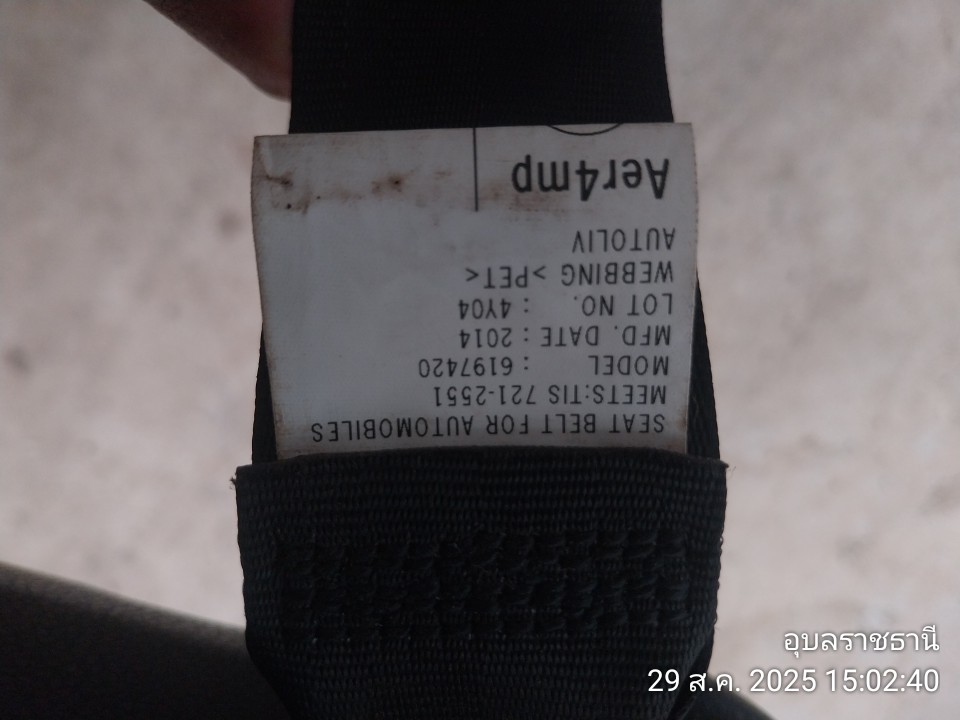 SEAT BELT FOR AUTOMOBILES
MEETS:TIS 721-2551
MODEL : 6197420
MFD. DATE : 2014
LOT NO. : 4Y04
WEBBING >PET<
AUTOLIV
Aer4mp
อุบลราชธานี
29 ส.ค. 2025 15:02:40